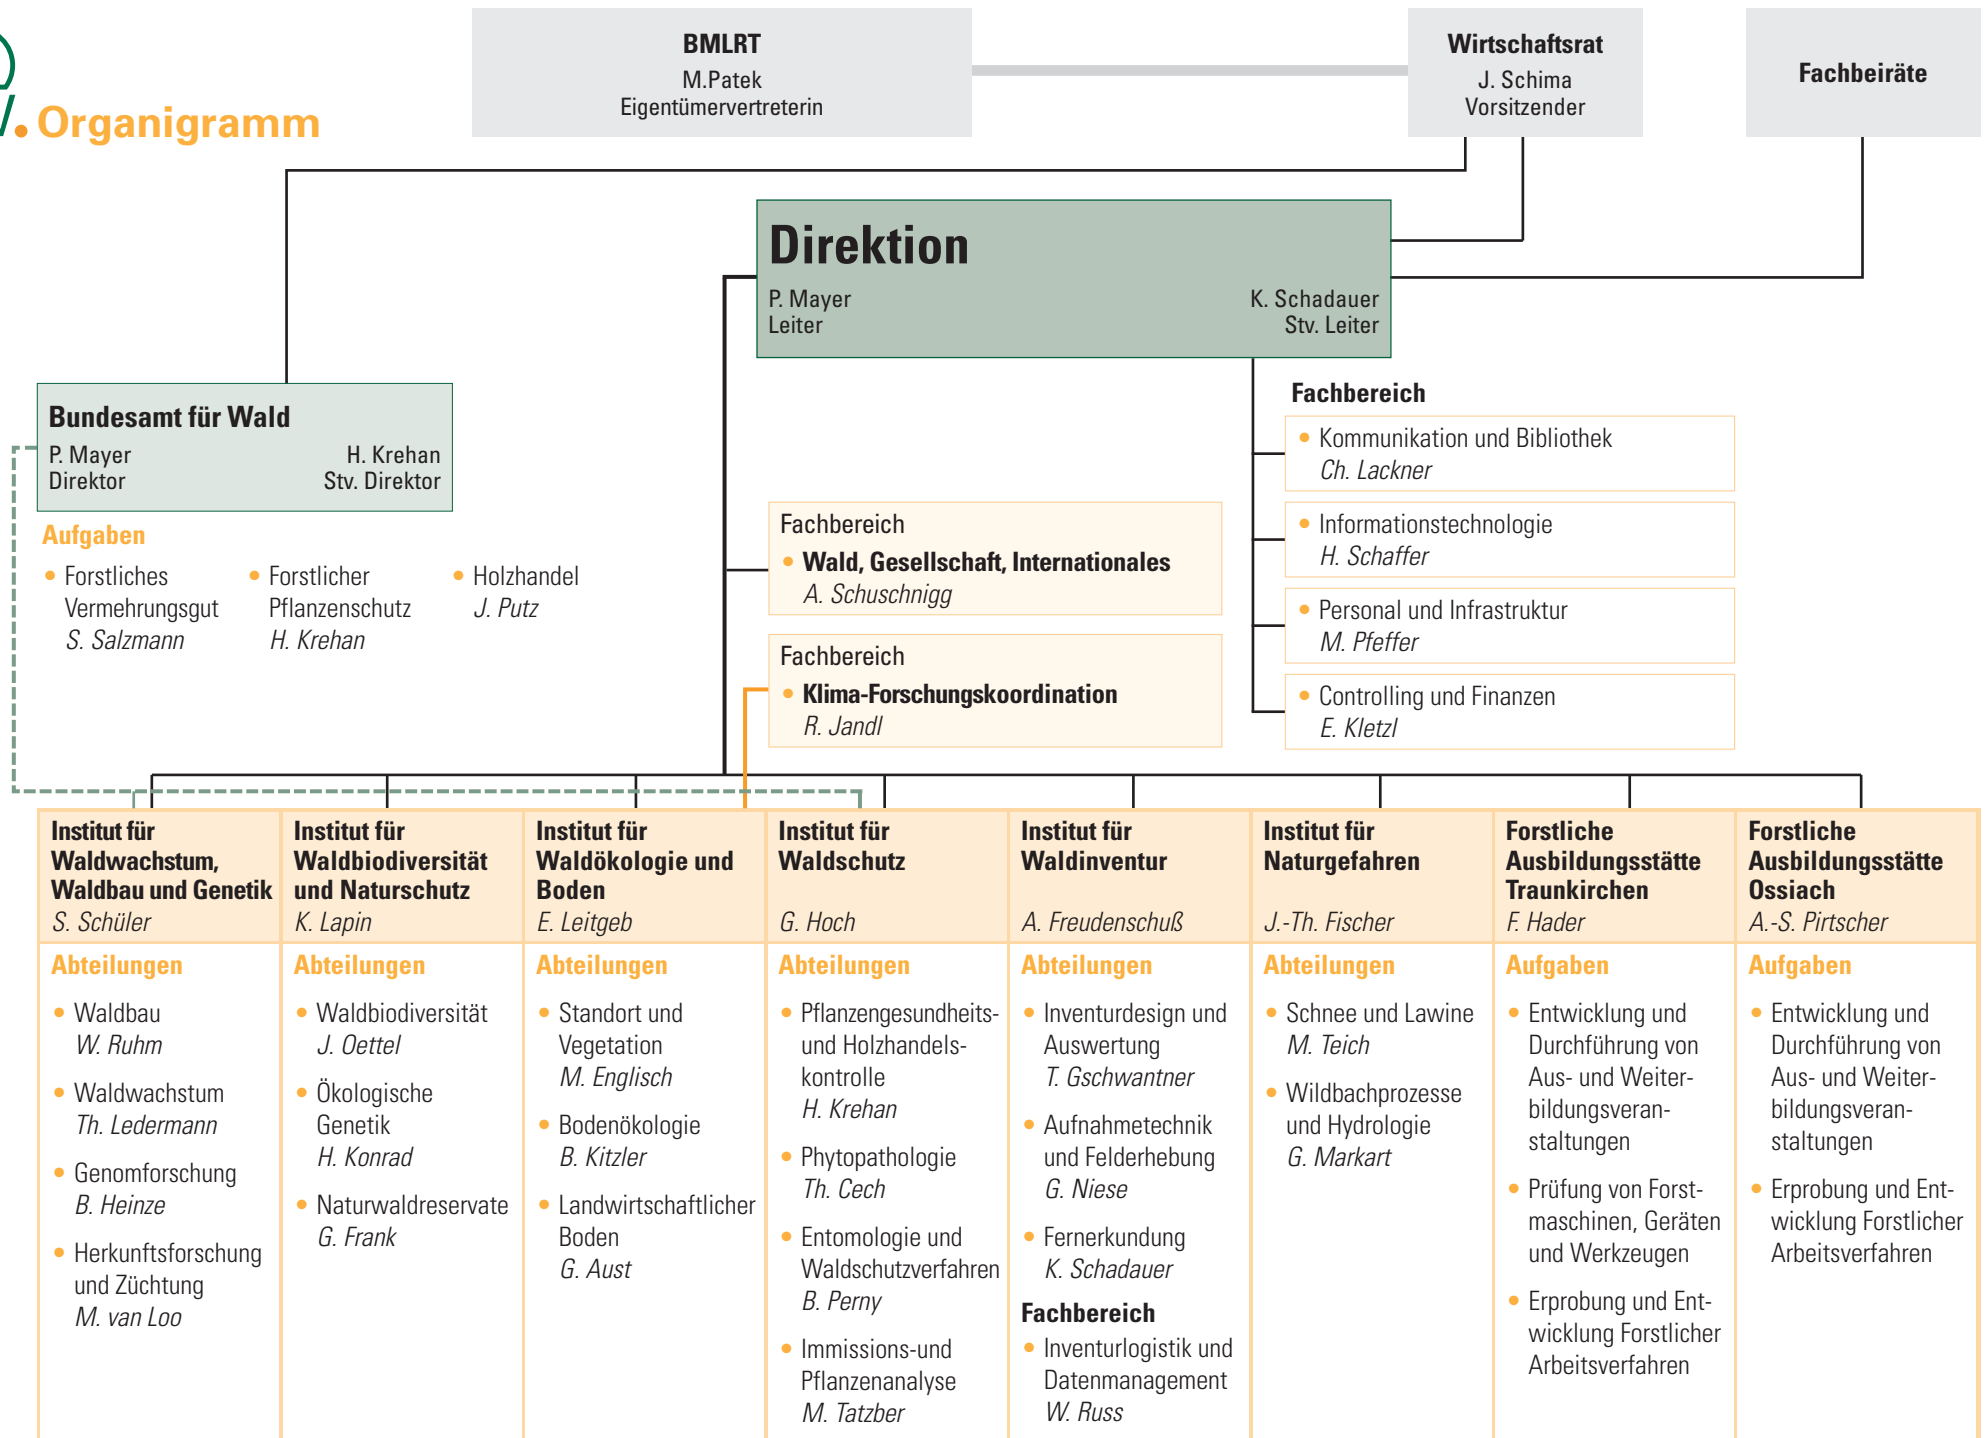 Organigramm
BMLRT
M.Patek
Eigentümervertreterin
Wirtschaftsrat
J. Schima
Vorsitzender
Fachbeiräte
Direktion
P. Mayer
Leiter
K. Schadauer
Stv. Leiter
Bundesamt für Wald
P. Mayer
Direktor
H. Krehan
Stv. Direktor
Aufgaben
• Forstliches
Vermehrungsgut
S. Salzmann
• Forstlicher
Pflanzenschutz
H. Krehan
• Holzhandel
J. Putz
Fachbereich
• Wald, Gesellschaft, Internationales
A. Schuschnigg
Fachbereich
• Klima-Forschungskoordination
R. Jandl
Fachbereich
• Kommunikation und Bibliothek
Ch. Lackner
• Informationstechnologie
H. Schaffer
• Personal und Infrastruktur
M. Pfeffer
• Controlling und Finanzen
E. Kletzl
Institut für
Waldwachstum,
Waldbau und Genetik
S. Schüler
Abteilungen
• Waldbau
W. Ruhm
• Waldwachstum
Th. Ledermann
• Genomforschung
B. Heinze
• Herkunftsforschung
und Züchtung
M. van Loo
Institut für
Waldbiodiversität
und Naturschutz
K. Lapin
Abteilungen
• Waldbiodiversität
J. Oettel
• Ökologische
Genetik
H. Konrad
• Naturwaldreservate
G. Frank
Institut für
Waldökologie und
Boden
E. Leitgeb
Abteilungen
• Standort und
Vegetation
M. Englisch
• Bodenökologie
B. Kitzler
• Landwirtschaftlicher
Boden
G. Aust
Institut für
Waldschutz
G. Hoch
Abteilungen
• Pflanzengesundheits-
und Holzhandels-
kontrolle
H. Krehan
• Phytopathologie
Th. Cech
• Entomologie und
Waldschutzverfahren
B. Perny
• Immissions-und
Pflanzenanalyse
M. Tatzber
Institut für
Waldinventur
A. Freudenschuß
Abteilungen
• Inventurdesign und
Auswertung
T. Gschwantner
• Aufnahmetechnik
und Felderhebung
G. Niese
• Fernerkundung
K. Schadauer
Fachbereich
• Inventurlogistik und
Datenmanagement
W. Russ
Institut für
Naturgefahren
J.-Th. Fischer
Abteilungen
• Schnee und Lawine
M. Teich
• Wildbachprozesse
und Hydrologie
G. Markart
Forstliche
Ausbildungsstätte
Traunkirchen
F. Hader
Aufgaben
• Entwicklung und
Durchführung von
Aus- und Weiter-
bildungsveran-
staltungen
• Prüfung von Forst-
maschinen, Geräten
und Werkzeugen
• Erprobung und Ent-
wicklung Forstlicher
Arbeitsverfahren
Forstliche
Ausbildungsstätte
Ossiach
A.-S. Pirtscher
Aufgaben
• Entwicklung und
Durchführung von
Aus- und Weiter-
bildungsveran-
staltungen
• Erprobung und Ent-
wicklung Forstlicher
Arbeitsverfahren